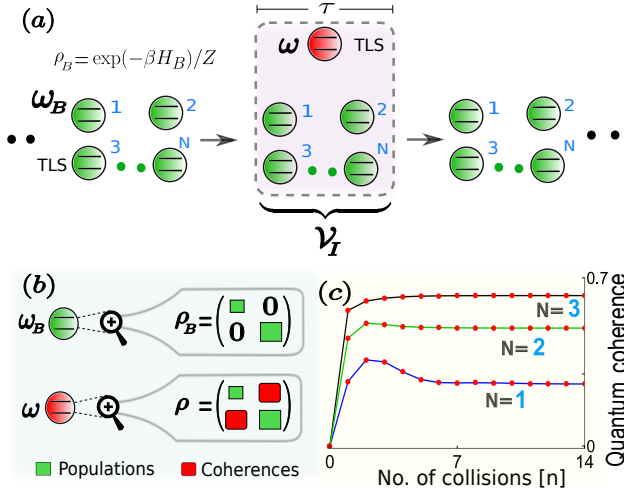 (a)
τ
ω TLS
ρ_B = exp(−βH_B)/Z
ω_B 1 2
TLS 3 N
1 2
3 N
1 2
3 N
𝒱_I
(b)
ω_B
ρ_B = ( 0 0 )
ω
ρ = ( )
Populations Coherences
(c)
0.7
N=3
N=2
N=1
0
0 7 14
No. of collisions [n]
Quantum coherence